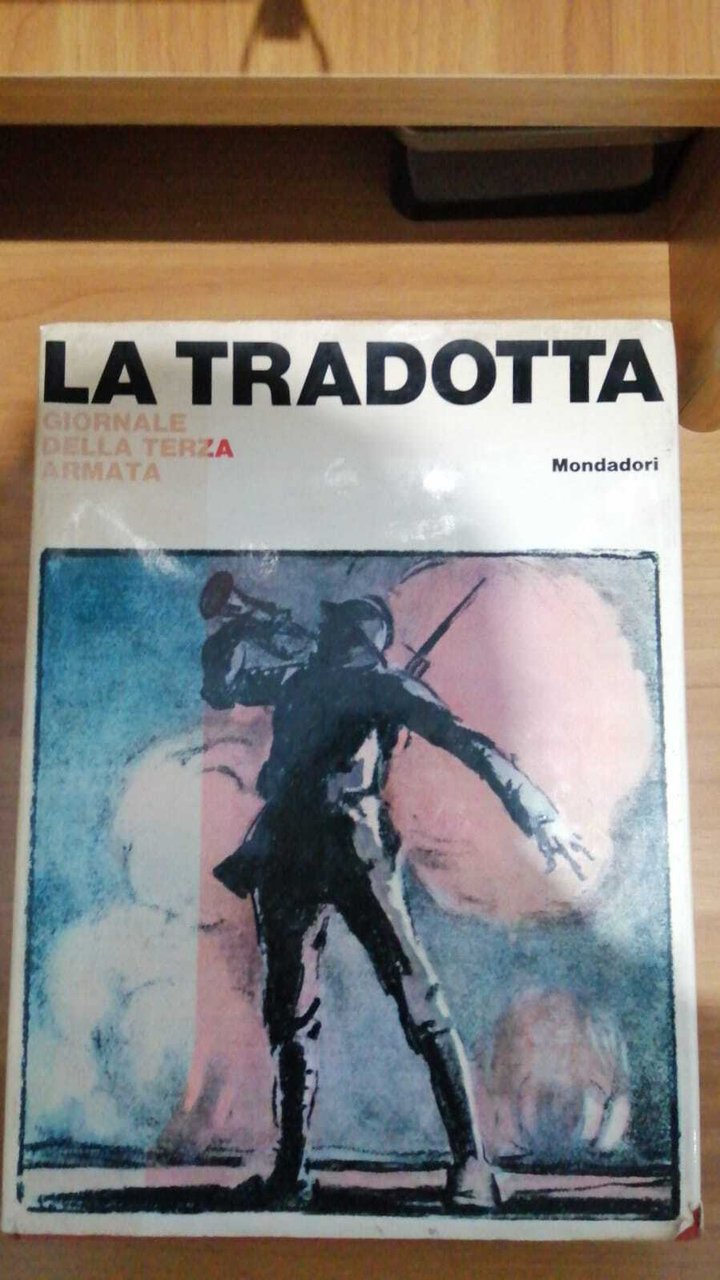 LA TRADOTTA
GIORNALE
DELLA TERZA
ARMATA
Mondadori